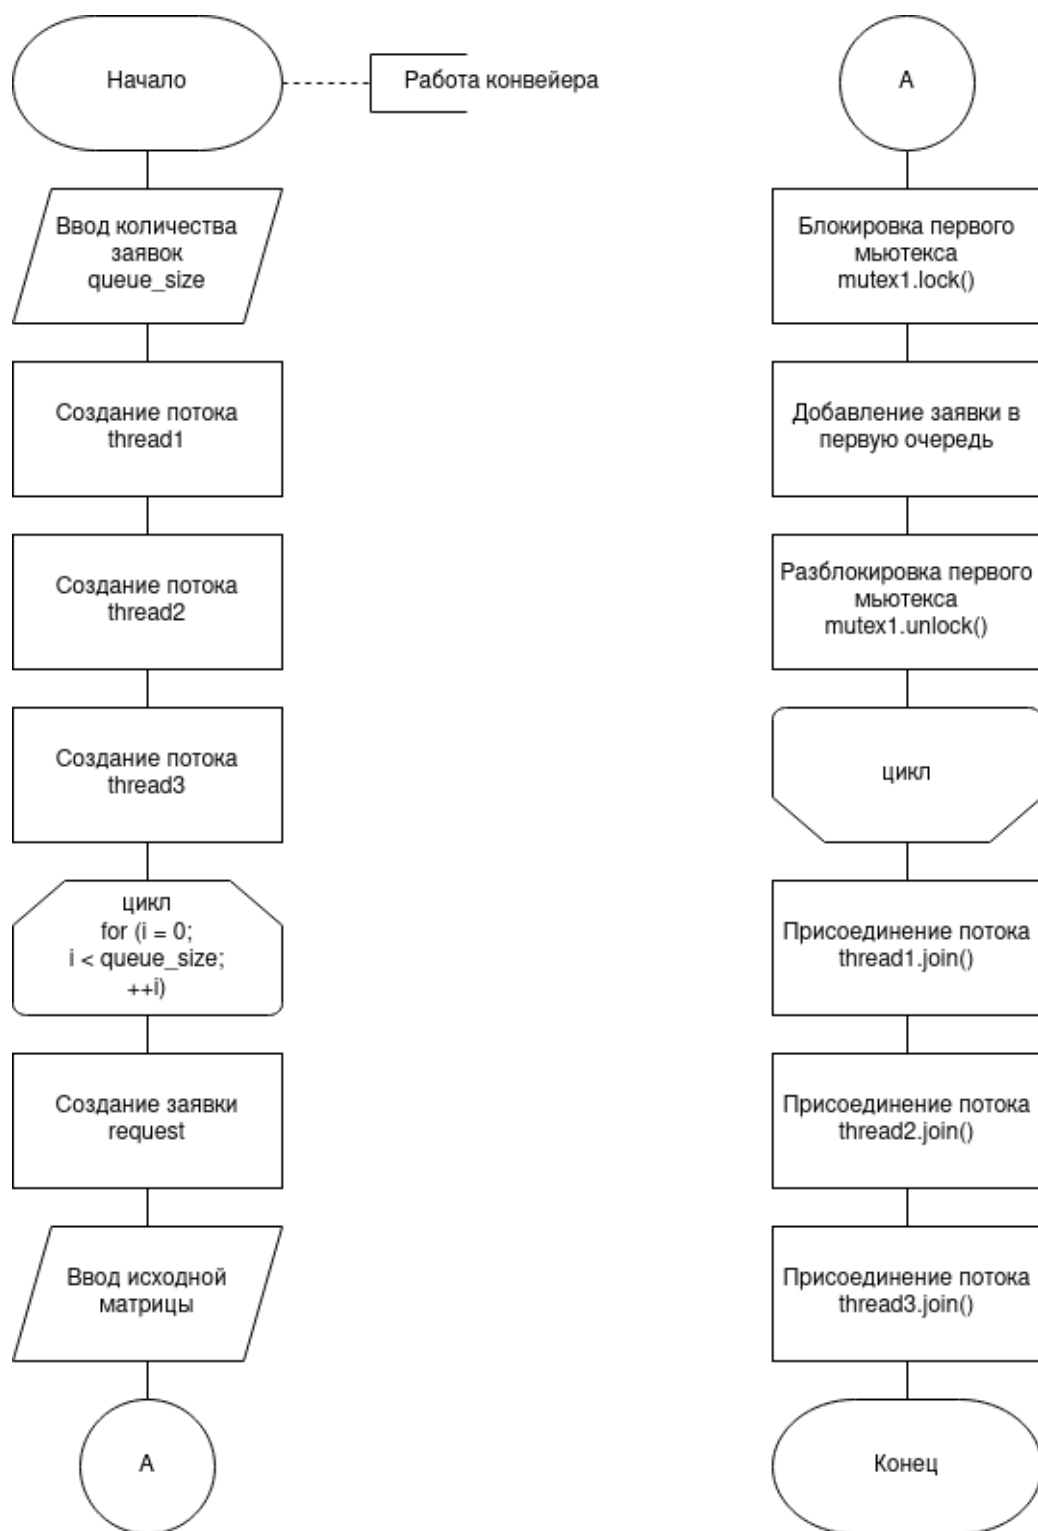 Начало
Работа конвейера
Ввод количества
заявок
queue_size
Создание потока
thread1
Создание потока
thread2
Создание потока
thread3
цикл
for (i = 0;
i < queue_size;
++i)
Создание заявки
request
Ввод исходной
матрицы
А
А
Блокировка первого
мьютекса
mutex1.lock()
Добавление заявки в
первую очередь
Разблокировка первого
мьютекса
mutex1.unlock()
цикл
Присоединение потока
thread1.join()
Присоединение потока
thread2.join()
Присоединение потока
thread3.join()
Конец